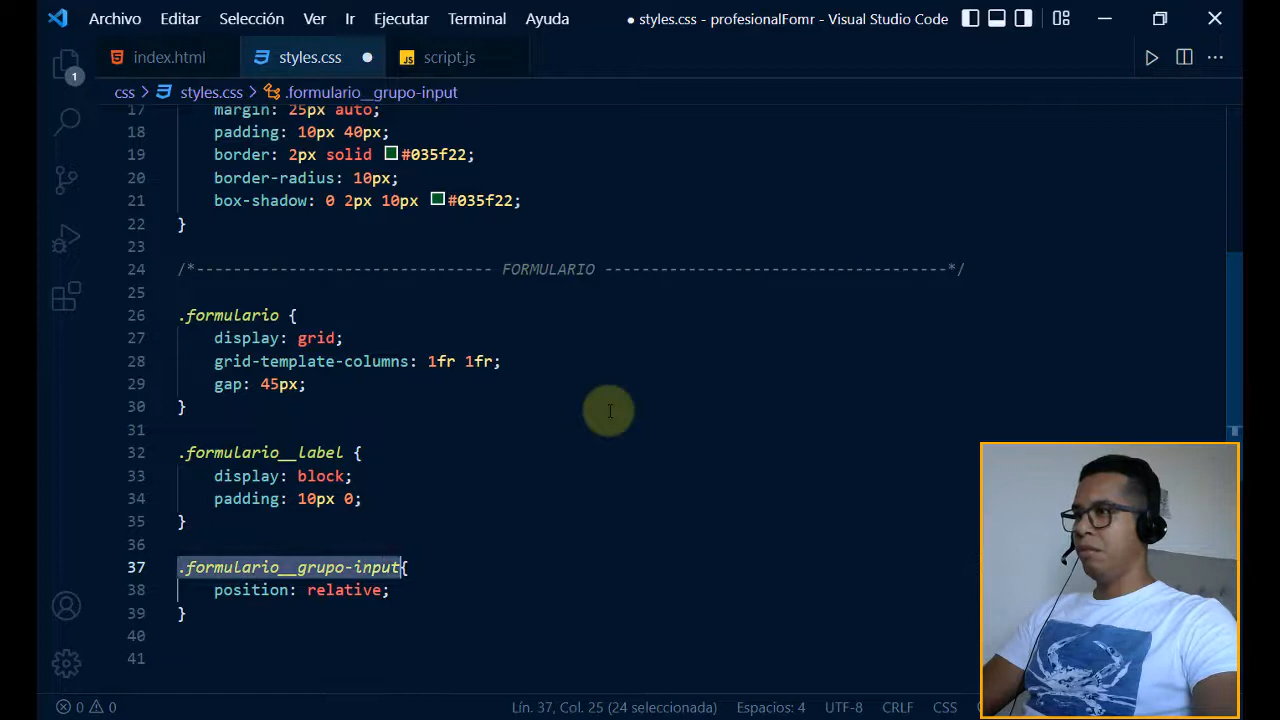 Archivo Editar Selección Ver Ir Ejecutar Terminal Ayuda ● styles.css - profesionalFomr - Visual Studio Code
index.html styles.css ● JS script.js
1
css > styles.css > .formulario__grupo-input
17 margin: 25px auto;
18 padding: 10px 40px;
19 border: 2px solid #035f22;
20 border-radius: 10px;
21 box-shadow: 0 2px 10px #035f22;
22 }
23
24 /*-------------------------------- FORMULARIO -------------------------------------*/
25
26 .formulario {
27 display: grid;
28 grid-template-columns: 1fr 1fr;
29 gap: 45px;
30 }
31
32 .formulario__label {
33 display: block;
34 padding: 10px 0;
35 }
36
37 .formulario__grupo-input{
38 position: relative;
39 }
40
41
0 0 Lín. 37, Col. 25 (24 seleccionada) Espacios: 4 UTF-8 CRLF CSS